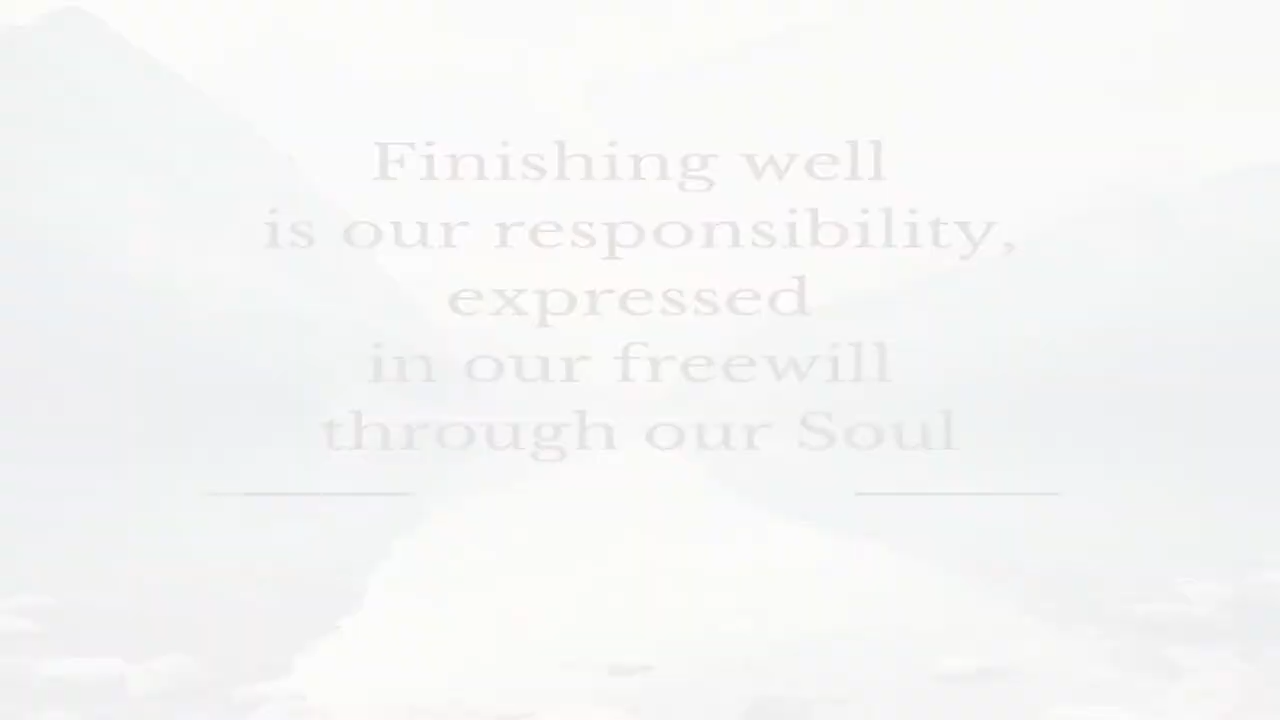 Finishing well
is our responsibility,
expressed
in our freewill
through our Soul